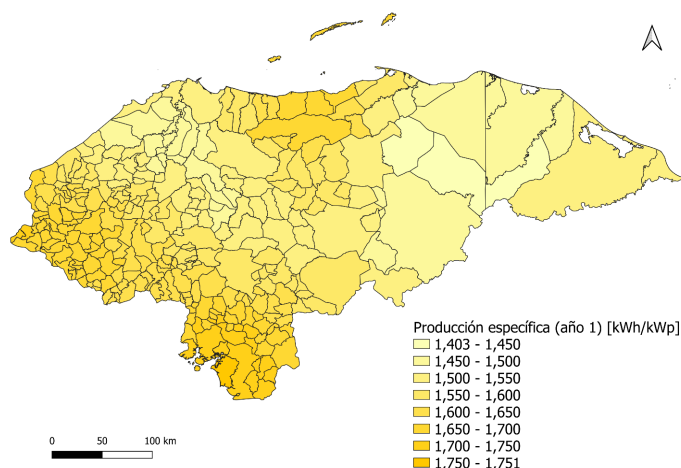 Producción específica (año 1) [kWh/kWp]
1,403 - 1,450
1,450 - 1,500
1,500 - 1,550
1,550 - 1,600
1,600 - 1,650
1,650 - 1,700
1,700 - 1,750
1,750 - 1,751
0 50 100 km